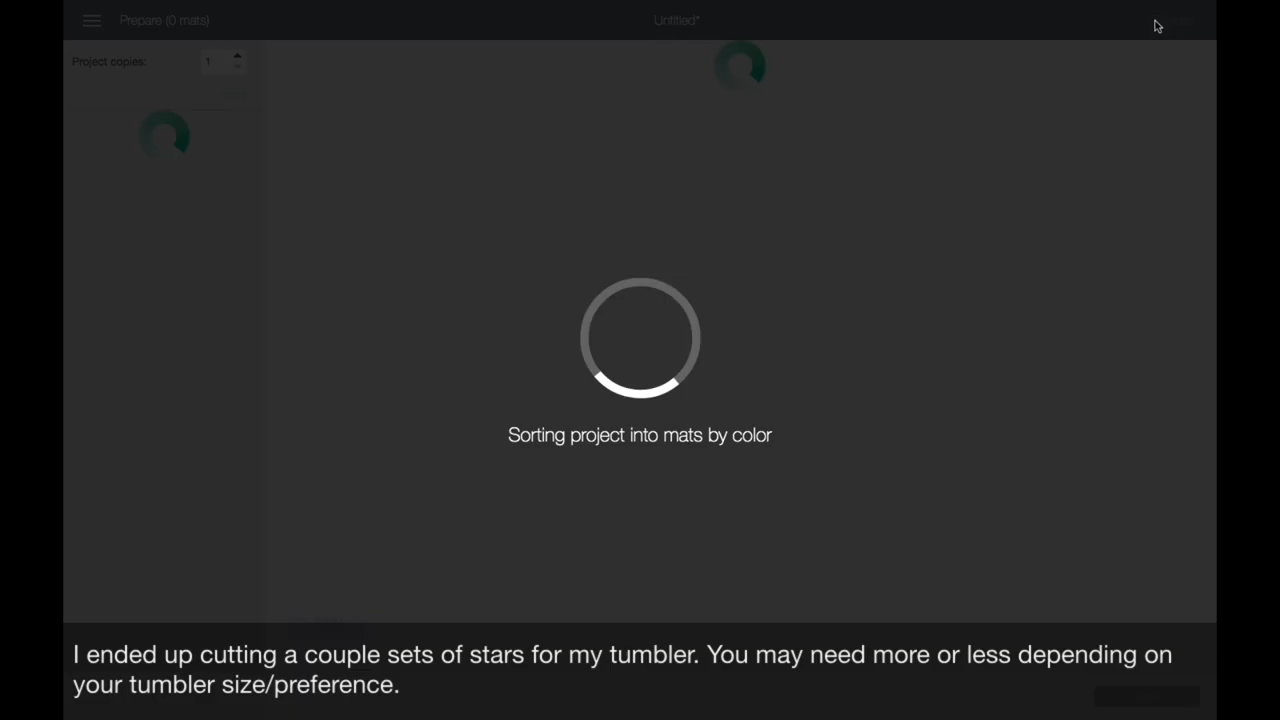 Prepare (0 mats)
Untitled*
Project copies:
1
Sorting project into mats by color
I ended up cutting a couple sets of stars for my tumbler. You may need more or less depending on
your tumbler size/preference.